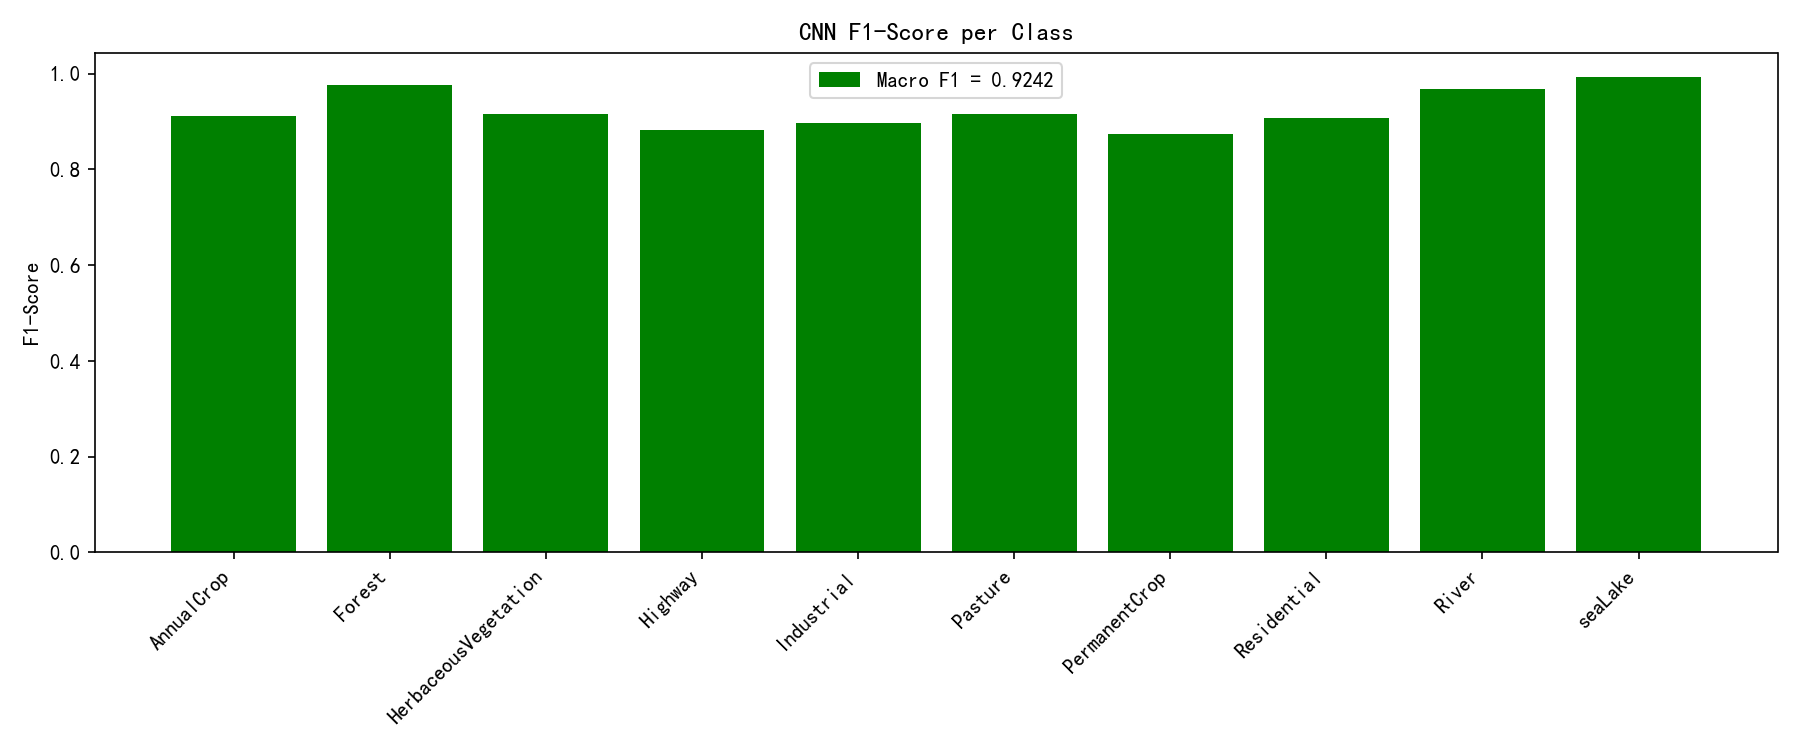 CNN F1-Score per Class
Macro F1 = 0.9242
F1-Score
1.0
0.8
0.6
0.4
0.2
0.0
AnnualCrop
Forest
HerbaceousVegetation
Highway
Industrial
Pasture
PermanentCrop
Residential
River
seaLake